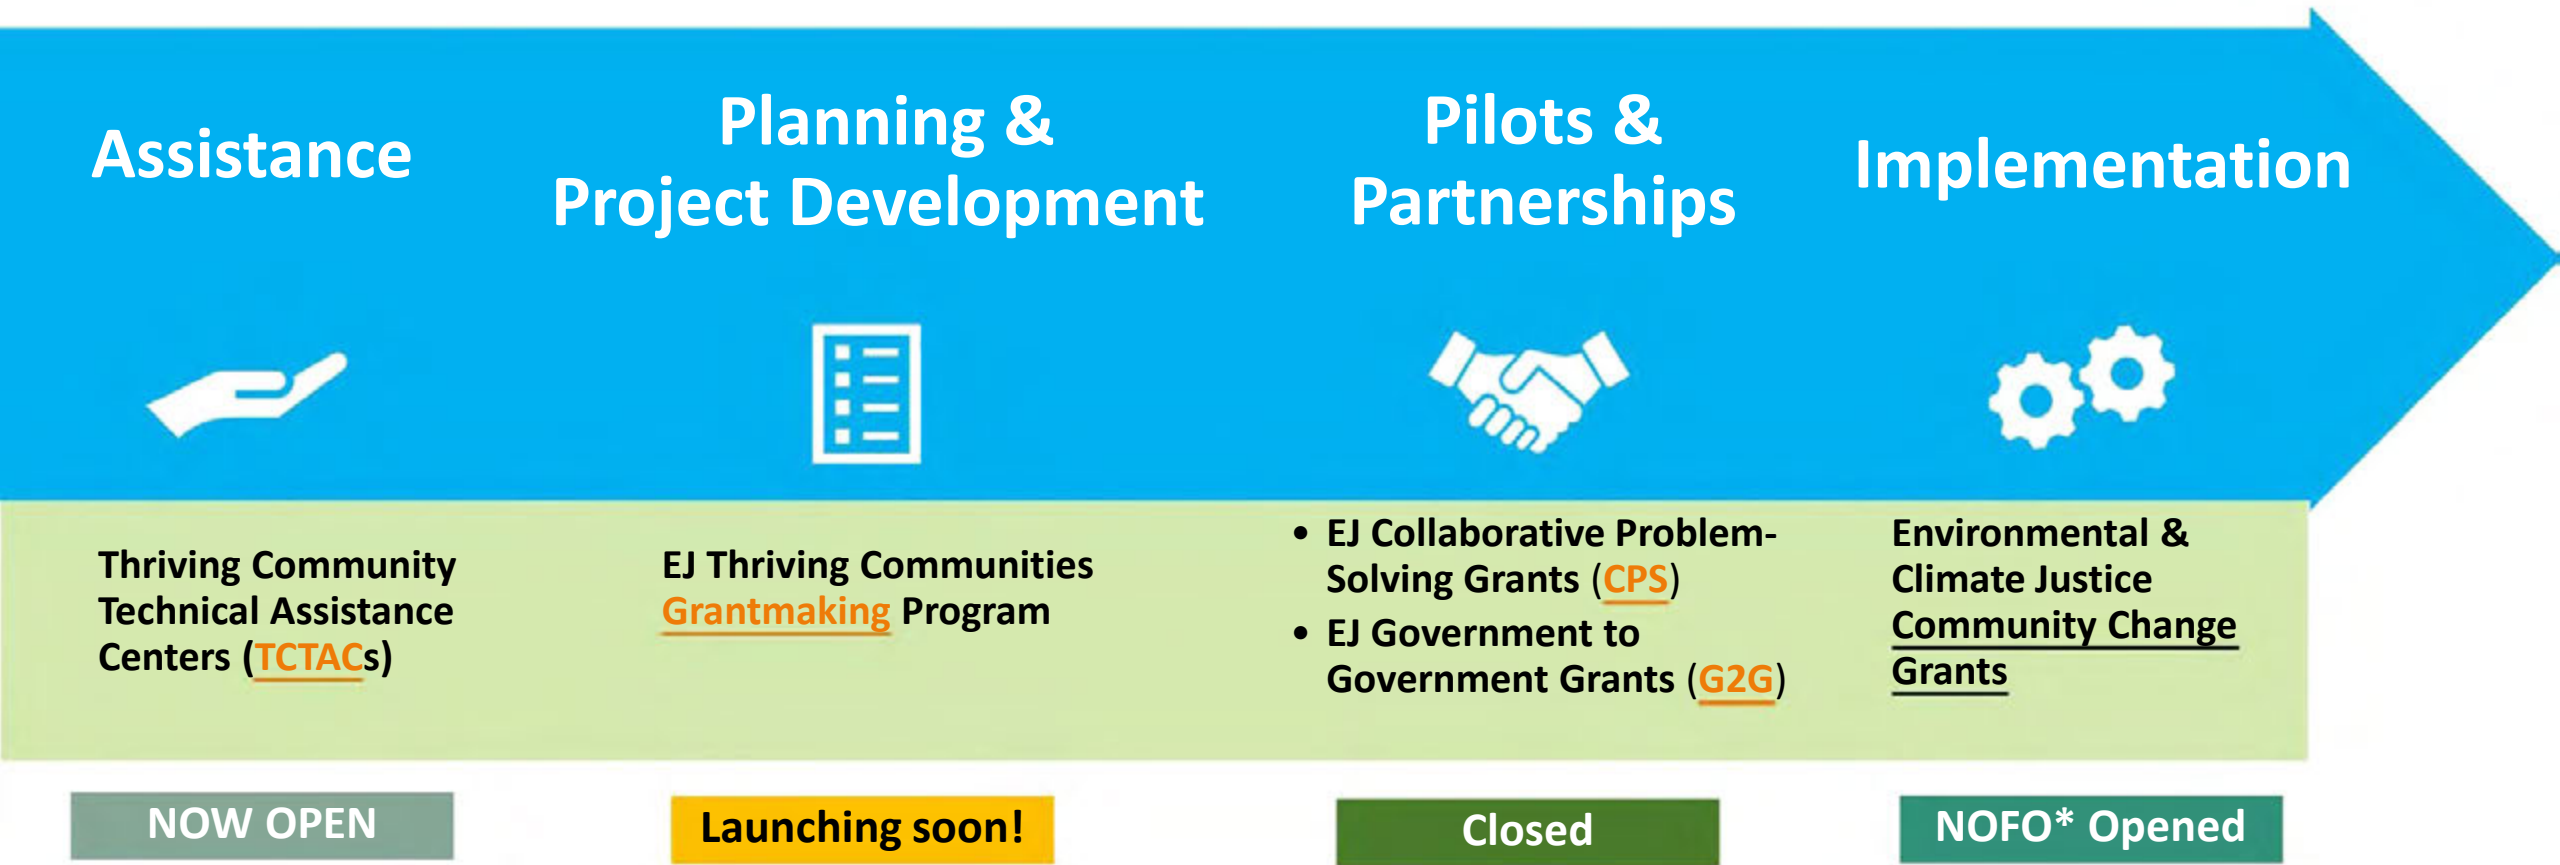 Assistance
Planning &
Project Development
Pilots &
Partnerships
Implementation
Thriving Community
Technical Assistance
Centers (TCTACs)
EJ Thriving Communities
Grantmaking Program
• EJ Collaborative Problem-
Solving Grants (CPS)
• EJ Government to
Government Grants (G2G)
Environmental &
Climate Justice
Community Change
Grants
NOW OPEN
Launching soon!
Closed
NOFO* Opened